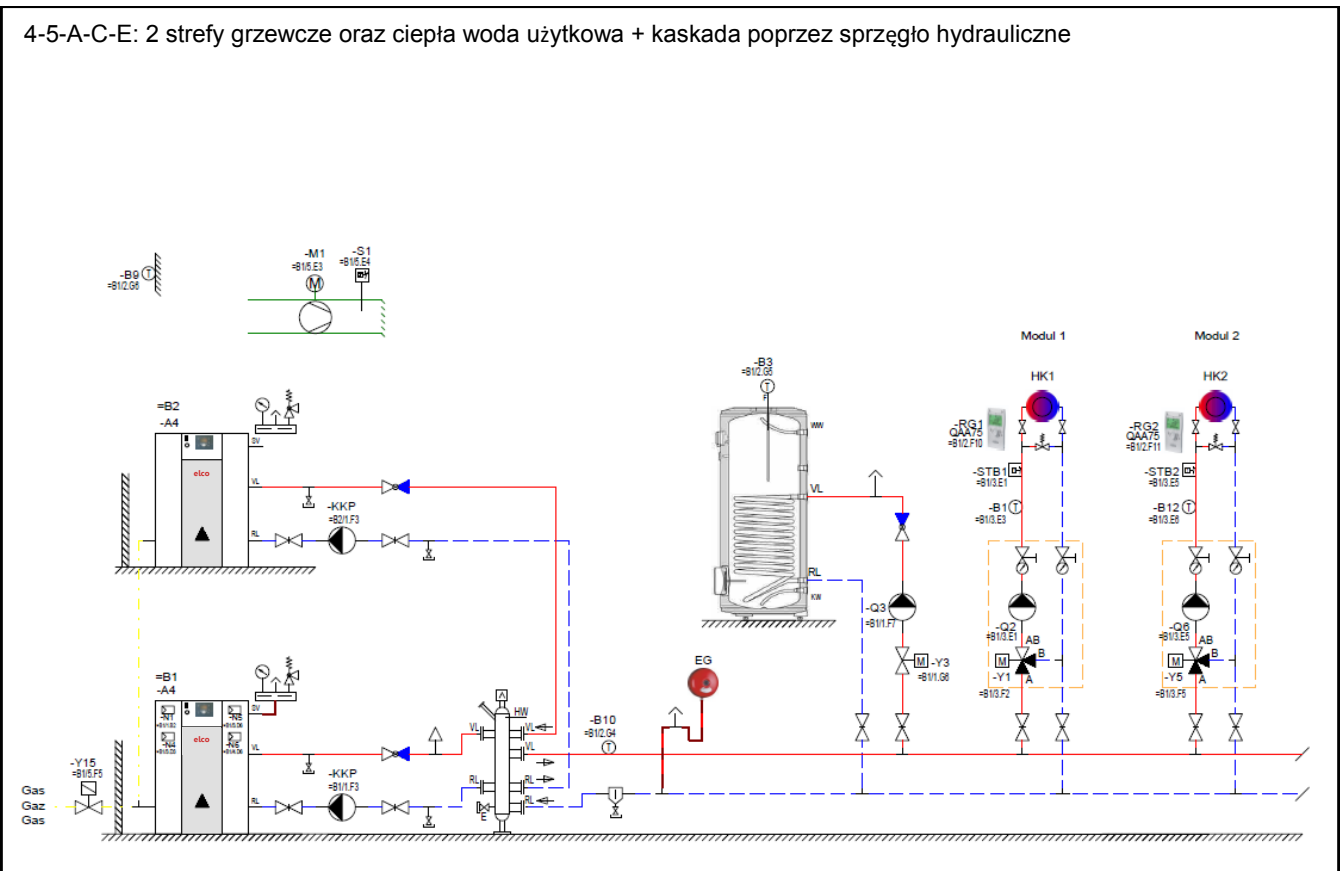 4-5-A-C-E: 2 strefy grzewcze oraz ciepła woda użytkowa + kaskada poprzez sprzęgło hydrauliczne
-B9
=B1/2.G6
T
-M1
=B1/5.E3
M
-S1
=B1/5.E4
Modul 1
Modul 2
HK1
HK2
-B3
=B1/2.G5
T
F
WW
-RG1
QAA75
=B1/2.F10
-RG2
QAA75
=B1/2.F11
=B2
-A4
DV
elco
VL
RL
-KKP
=B2/1.F3
-STB1
=B1/3.E1
-STB2
=B1/3.E5
-B1
=B1/3.E3
T
-B12
=B1/3.E6
T
VL
RL
KW
-Q3
=B1/1.F7
-Q2
=B1/3.E1
-Q6
=B1/3.E5
AB
B
A
M
-Y1
=B1/3.F2
AB
B
A
M
-Y5
=B1/3.F5
M
-Y3
=B1/1.G6
EG
=B1
-A4
-N1
-N5
-N4
-N6
DV
elco
VL
RL
-KKP
=B1/1.F3
HW
VL
VL
VL
RL
RL
RL
E
-B10
=B1/2.G4
T
-Y15
=B1/5.F5
Gas
Gaz
Gas